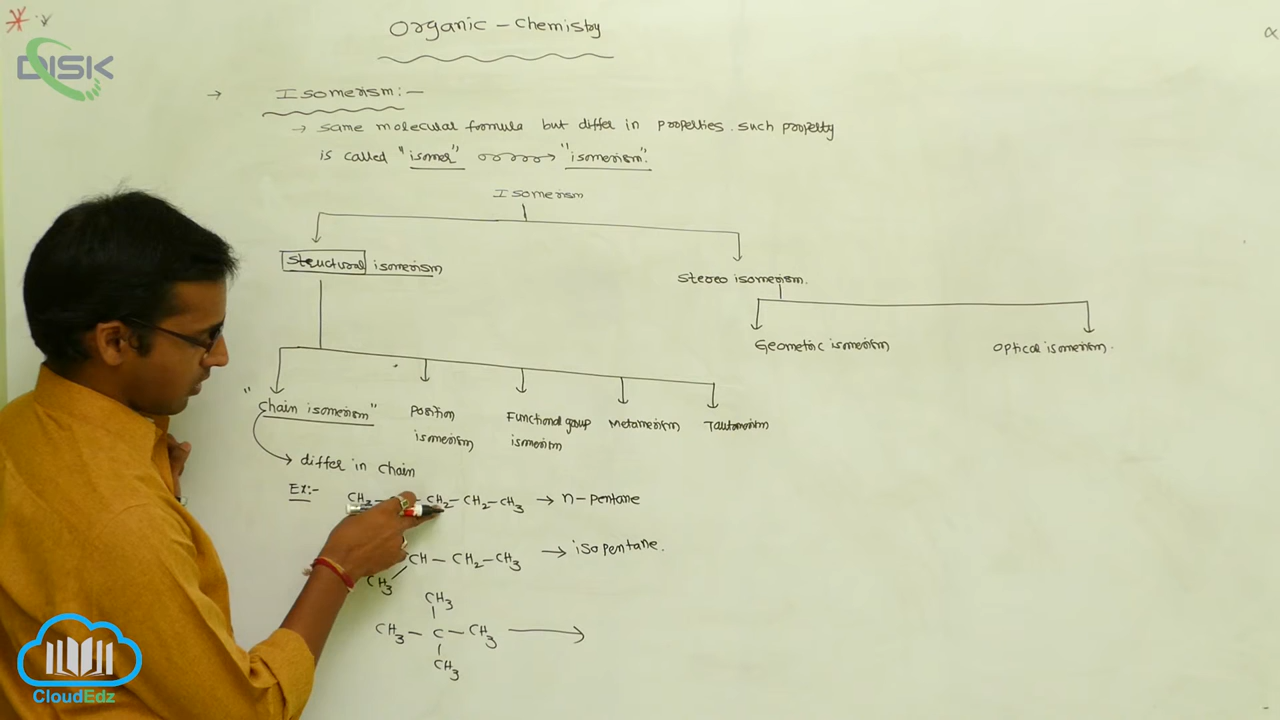 Organic - Chemistry
DISK
→ Isomerism:-
→ same molecular formula but differ in properties. such property
is called "isomer" → "isomerism".
Isomerism
Structural isomerism
Stereo isomerism.
Geometric isomerism
Optical isomerism.
"Chain isomerism"
Position
isomerism
Functional group
isomerism
Metamerism
Tautomerism
→ differ in chain
Ex:-
CH3 - CH2 - CH2 - CH3 → n-pentane
CH - CH2 - CH3 → isopentane.
CH3
CH3
CH3 - C - CH3 →
CH3
CloudEdz
α